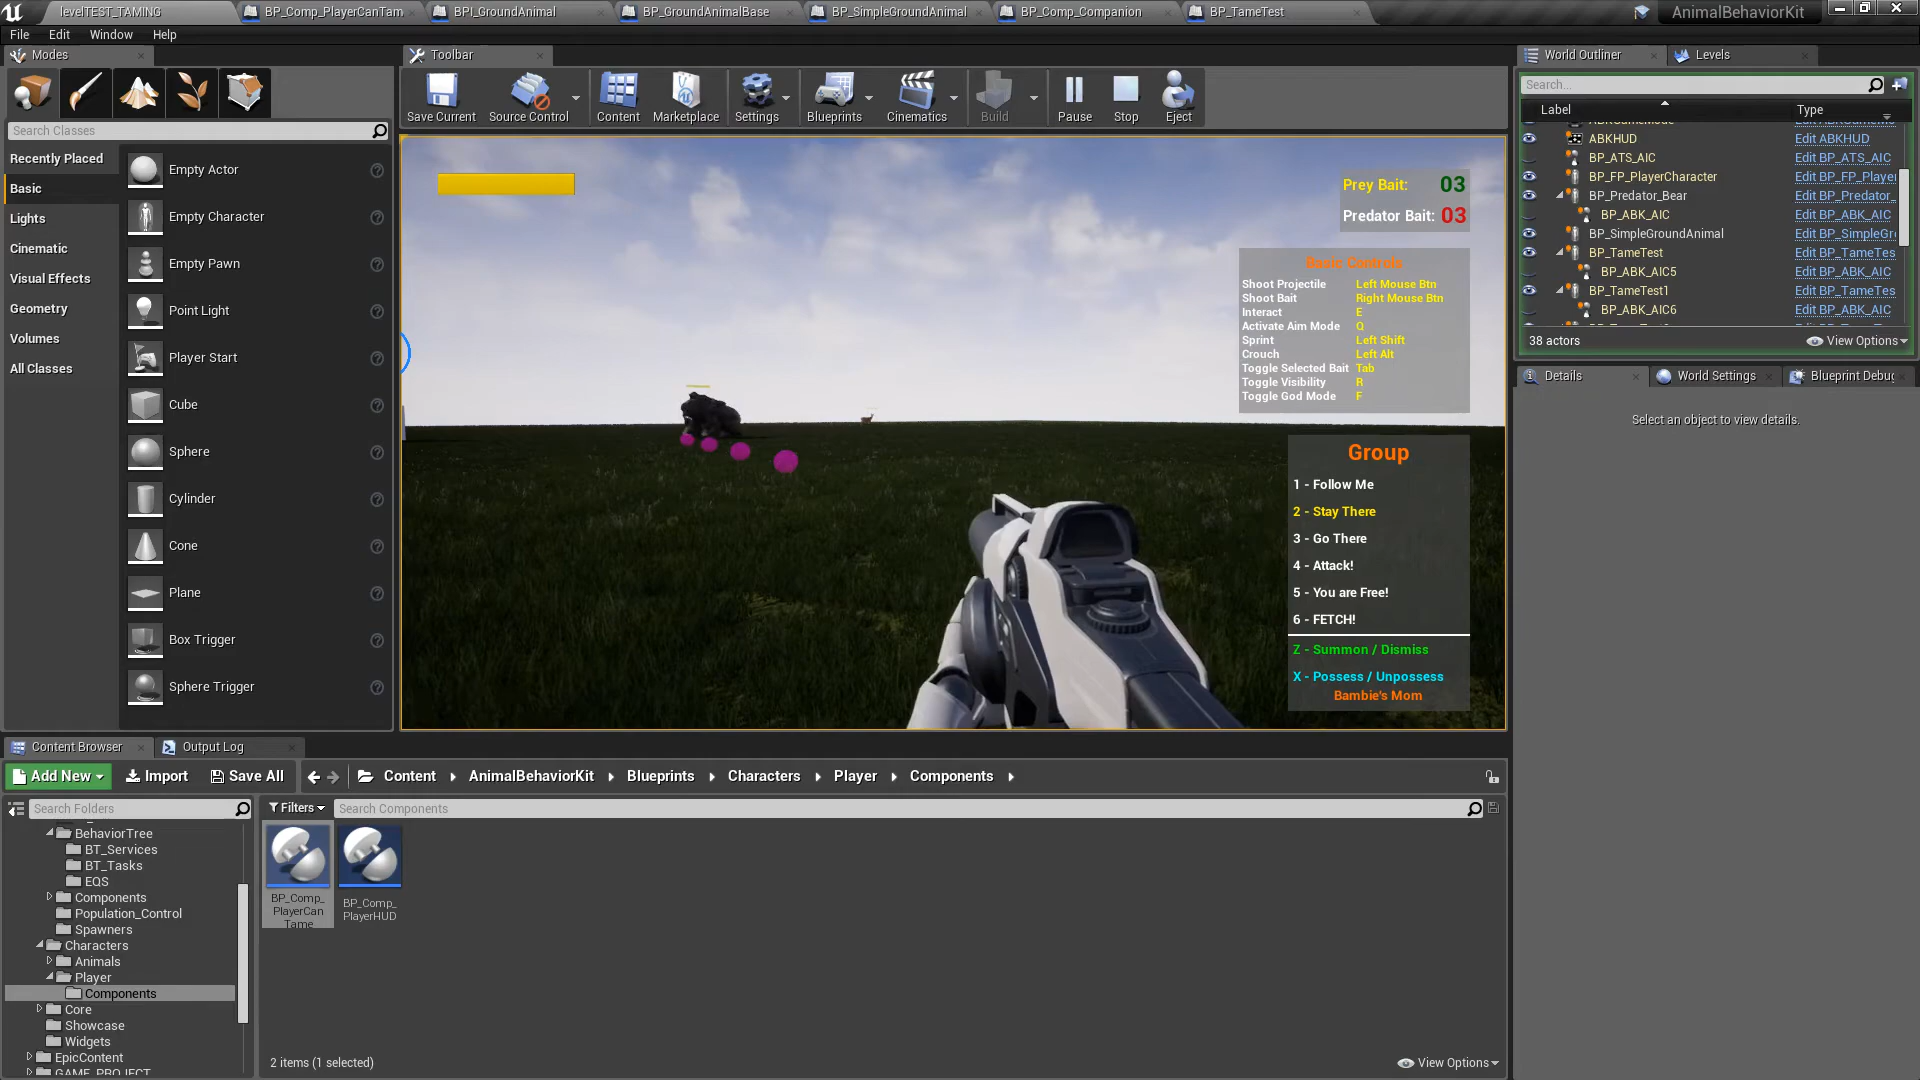 levelTEST_TAMING
BP_Comp_PlayerCanTam
BPI_GroundAnimal
BP_GroundAnimalBase
BP_SimpleGroundAnimal
BP_Comp_Companion
BP_TameTest
AnimalBehaviorKit
File
Edit
Window
Help
Modes
Toolbar
World Outliner
Levels
Save Current
Source Control
Content
Marketplace
Settings
Blueprints
Cinematics
Build
Pause
Stop
Eject
Search Classes
Recently Placed
Basic
Lights
Cinematic
Visual Effects
Geometry
Volumes
All Classes
Empty Actor
Empty Character
Empty Pawn
Point Light
Player Start
Cube
Sphere
Cylinder
Cone
Plane
Box Trigger
Sphere Trigger
Prey Bait: 03
Predator Bait: 03
Basic Controls
Shoot Projectile Left Mouse Btn
Shoot Bait Right Mouse Btn
Interact E
Activate Aim Mode Q
Sprint Left Shift
Crouch Left Alt
Toggle Selected Bait Tab
Toggle Visibility R
Toggle God Mode F
Group
1 - Follow Me
2 - Stay There
3 - Go There
4 - Attack!
5 - You are Free!
6 - FETCH!
Z - Summon / Dismiss
X - Possess / Unpossess
Bambie's Mom
Search...
Label Type
ABKHUD Edit ABKHUD
BP_ATS_AIC Edit BP_ATS_AIC
BP_FP_PlayerCharacter Edit BP_FP_Player
BP_Predator_Bear Edit BP_Predator_
BP_ABK_AIC Edit BP_ABK_AIC
BP_SimpleGroundAnimal Edit BP_SimpleGr
BP_TameTest Edit BP_TameTes
BP_ABK_AIC5 Edit BP_ABK_AIC
BP_TameTest1 Edit BP_TameTes
BP_ABK_AIC6 Edit BP_ABK_AIC
38 actors
View Options
Details
World Settings
Blueprint Debug
Select an object to view details.
Content Browser
Output Log
Add New
Import
Save All
Content
AnimalBehaviorKit
Blueprints
Characters
Player
Components
Search Folders
Filters
Search Components
BehaviorTree
BT_Services
BT_Tasks
EQS
Components
Population_Control
Spawners
Characters
Animals
Player
Components
Core
Showcase
Widgets
EpicContent
GAME_PROJECT
BP_Comp_
PlayerCan
Tame
BP_Comp_
PlayerHUD
2 items (1 selected)
View Options